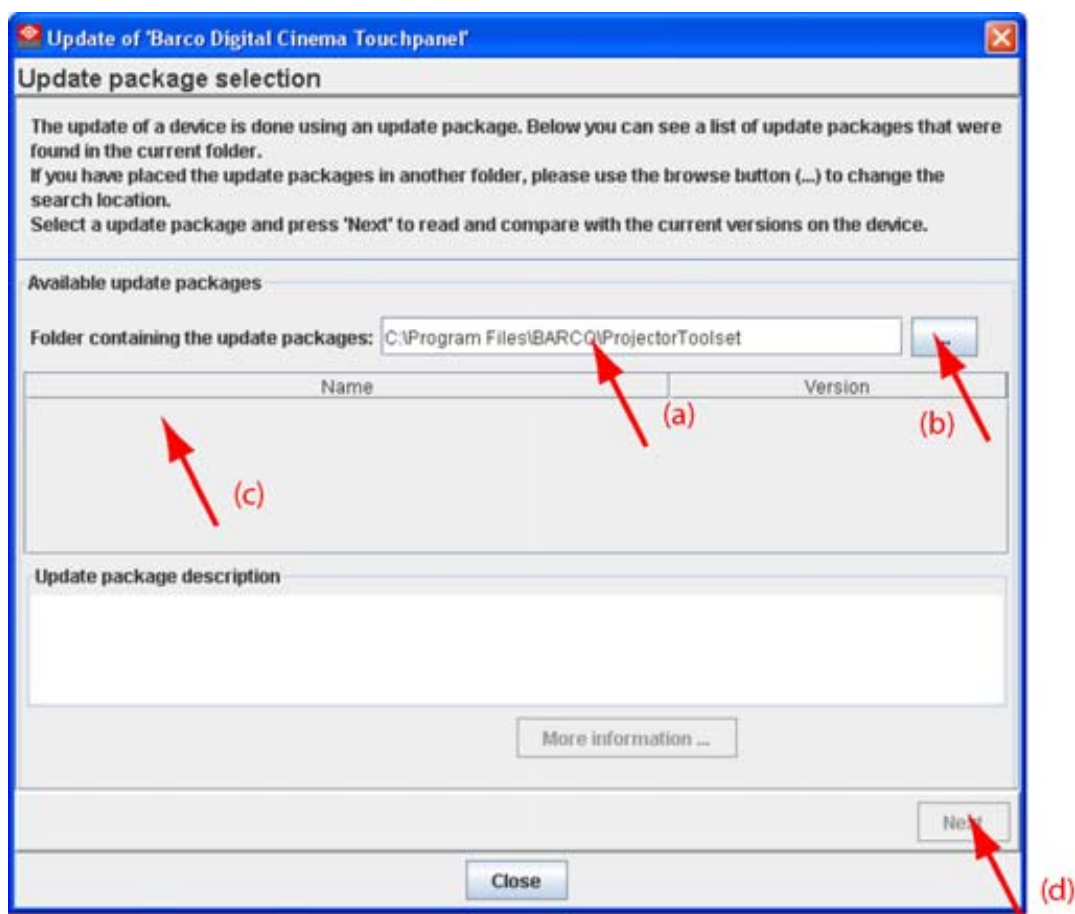 Update of 'Barco Digital Cinema Touchpanel'
Update package selection
The update of a device is done using an update package. Below you can see a list of update packages that were
found in the current folder.
If you have placed the update packages in another folder, please use the browse button (...) to change the
search location.
Select a update package and press 'Next' to read and compare with the current versions on the device.
Available update packages
Folder containing the update packages: C:\Program Files\BARCO\ProjectorToolset ...
Name Version
(a)
(b)
(c)
Update package description
More information ...
Next
(d)
Close